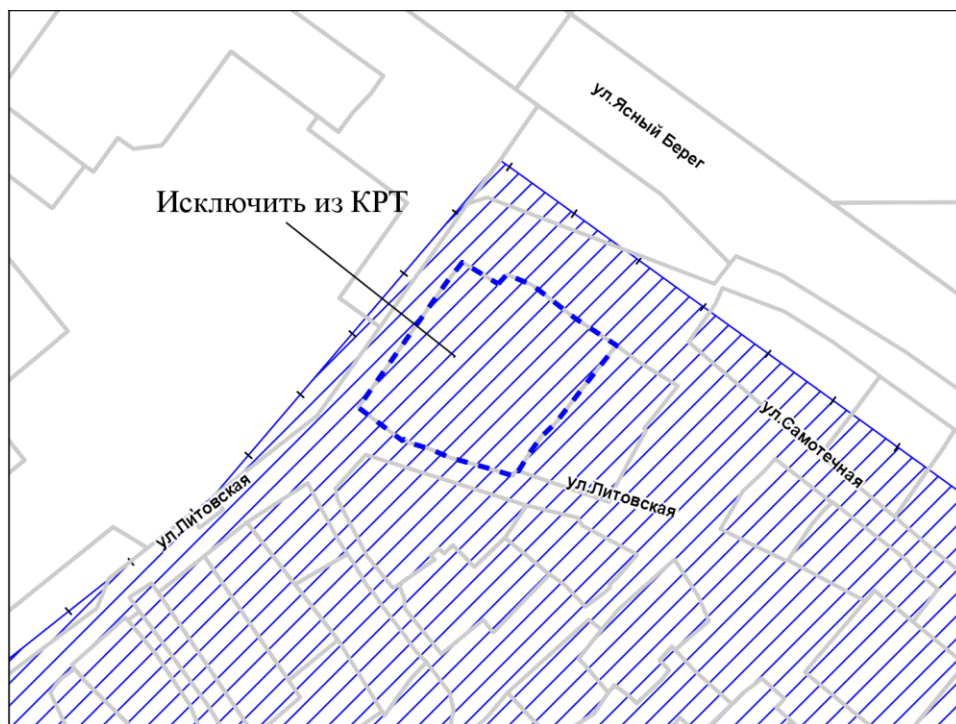 ул.Ясный Берег
Исключить из КРТ
ул.Самотечная
ул.Литовская
ул.Литовская